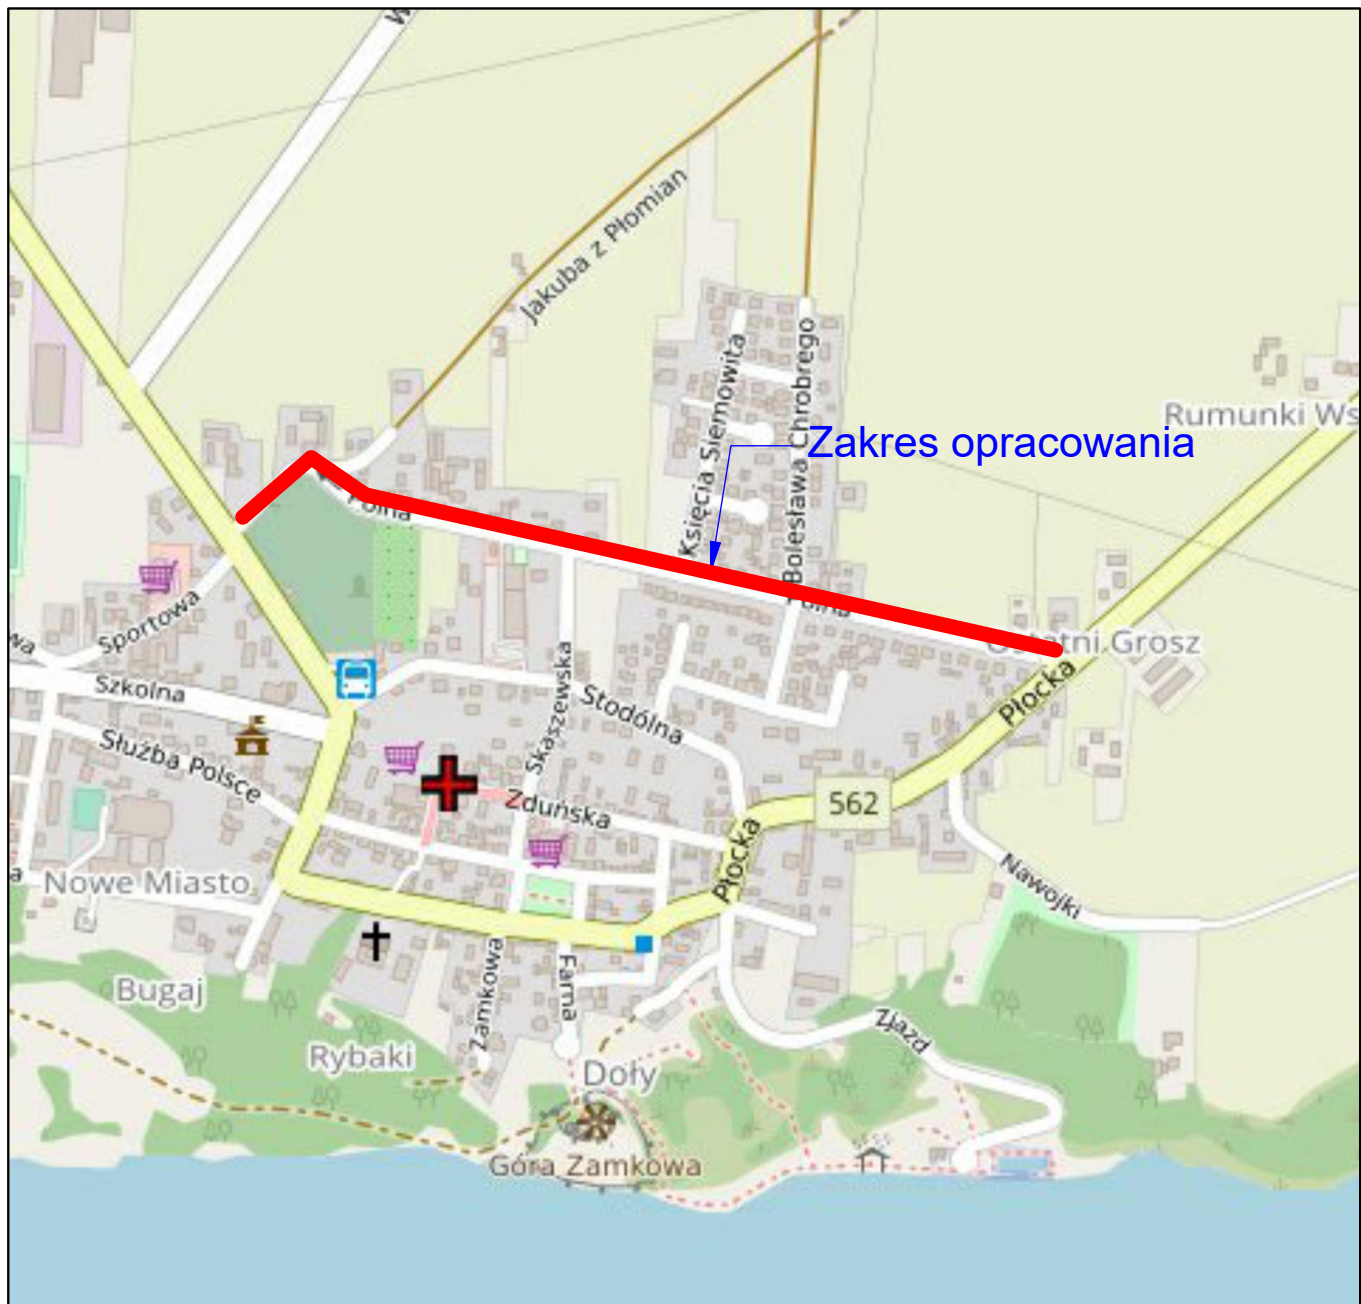 W
Jakuba z Płomian
Księcia Siemowita
Bolesława Chrobrego
Rumunki Ws
Zakres opracowania
Polna
Polna
Sportowa
wa
Ostatni Grosz
Szkolna
Płocka
Skaszewska
Stodólna
Służba Polsce
562
Zduńska
Płocka
a
Nowe Miasto
Nawojki
Bugaj
Zamkowa
Farna
Zjazd
Rybaki
Doły
Góra Zamkowa